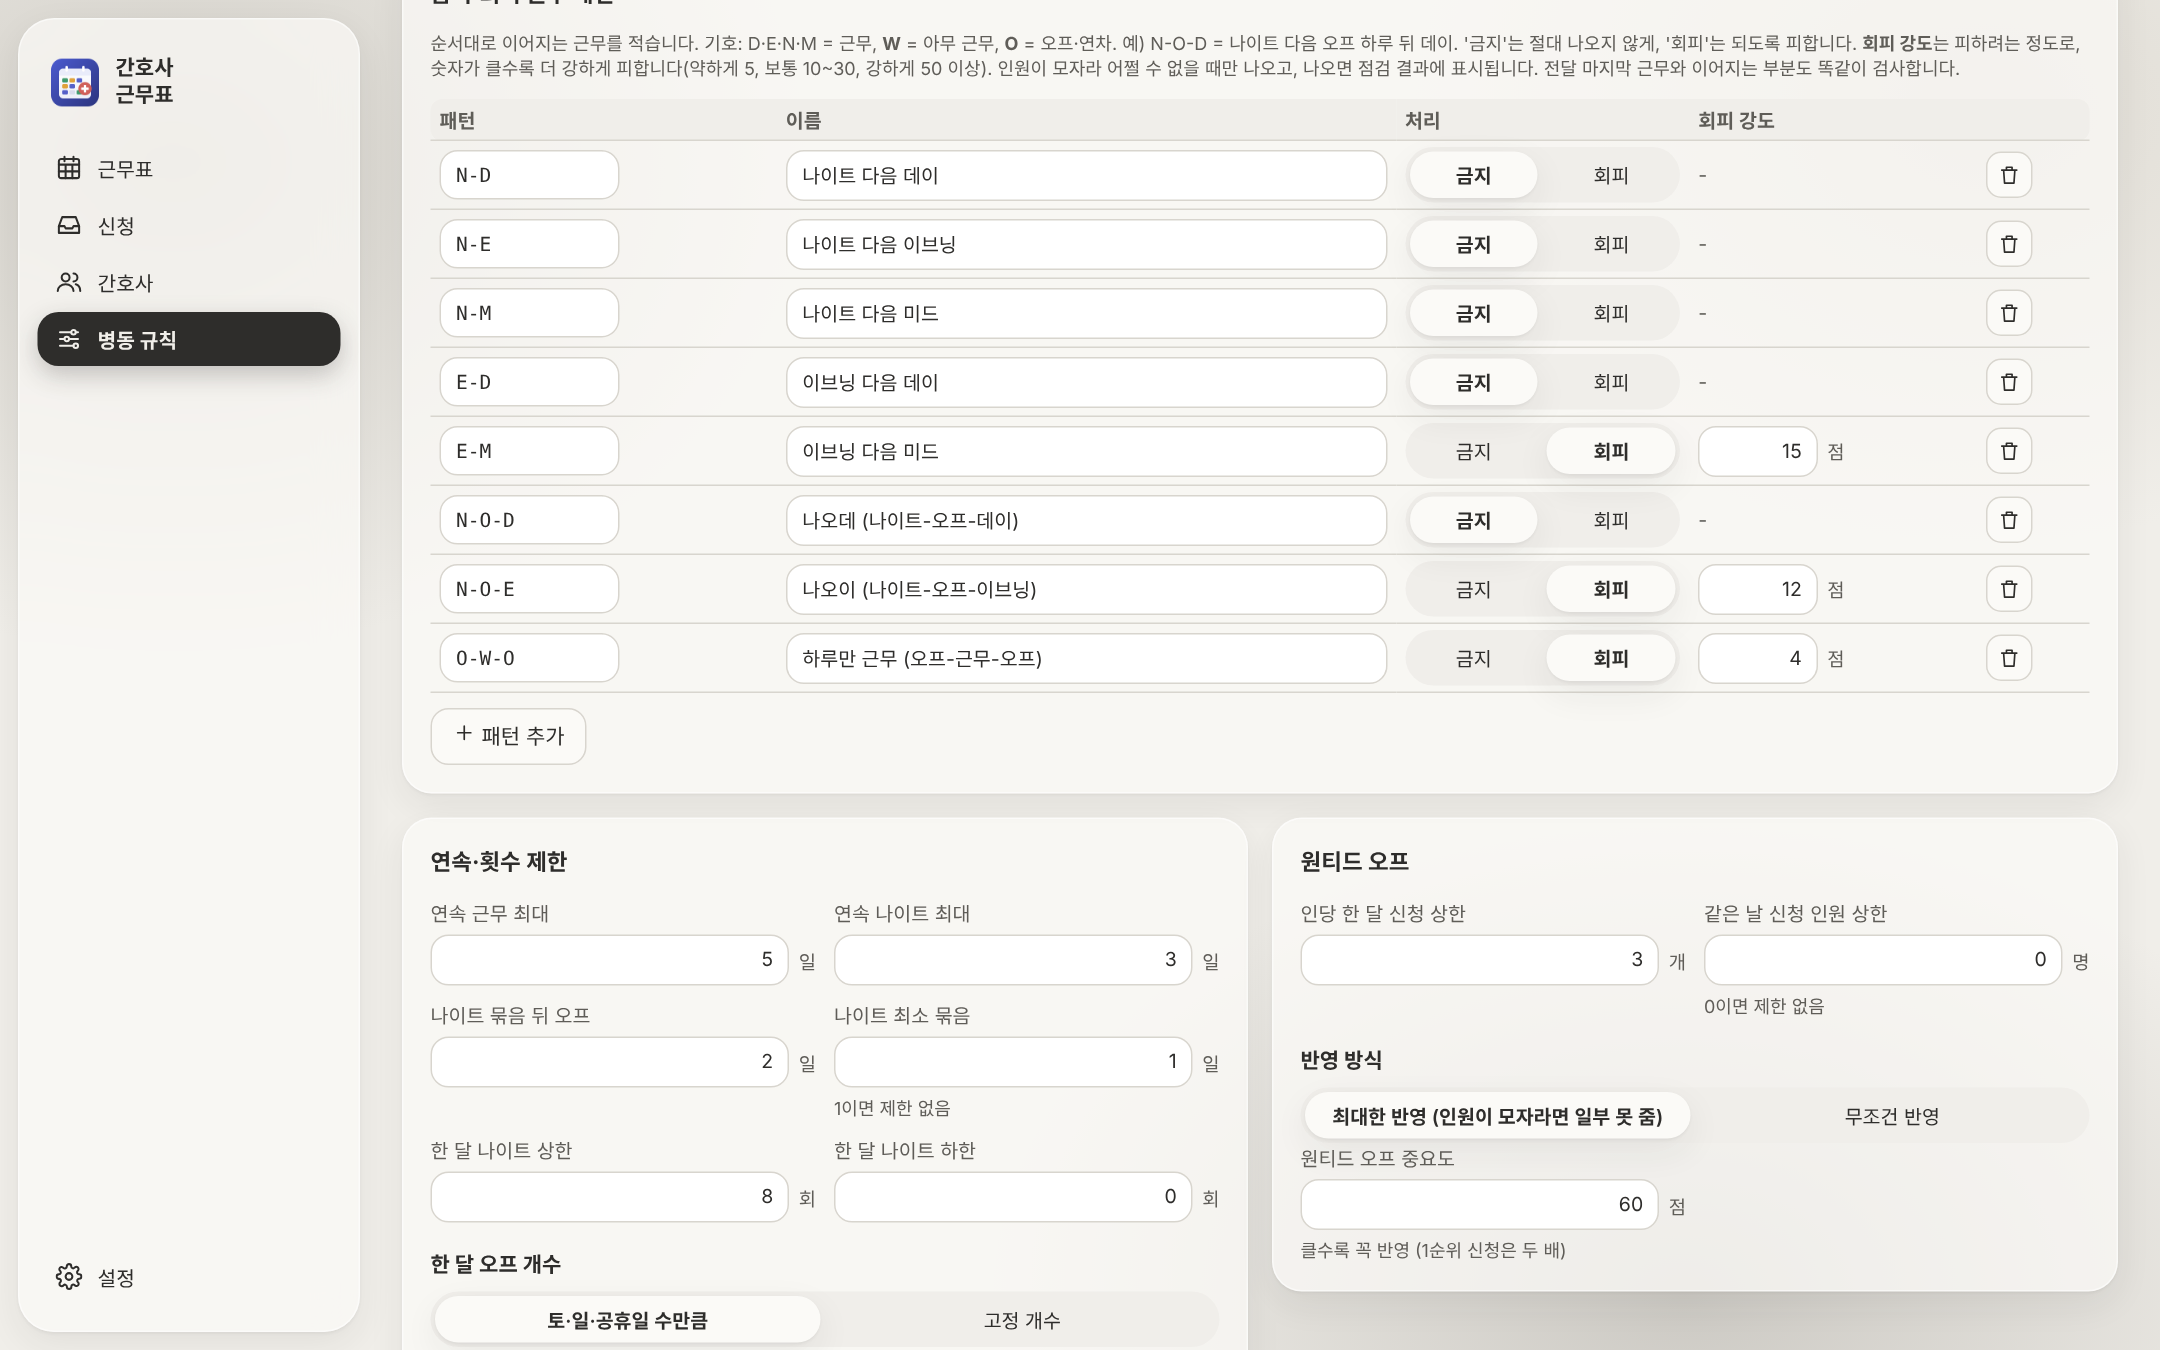 간호사
근무표
근무표
신청
간호사
병동 규칙
설정
순서대로 이어지는 근무를 적습니다. 기호: D·E·N·M = 근무, W = 아무 근무, O = 오프·연차. 예) N-O-D = 나이트 다음 오프 하루 뒤 데이. '금지'는 절대 나오지 않게, '회피'는 되도록 피합니다. 회피 강도는 피하려는 정도로,
숫자가 클수록 더 강하게 피합니다(약하게 5, 보통 10~30, 강하게 50 이상). 인원이 모자라 어쩔 수 없을 때만 나오고, 나오면 점검 결과에 표시됩니다. 전달 마지막 근무와 이어지는 부분도 똑같이 검사합니다.
패턴 이름 처리 회피 강도
N-D 나이트 다음 데이 금지 회피 -
N-E 나이트 다음 이브닝 금지 회피 -
N-M 나이트 다음 미드 금지 회피 -
E-D 이브닝 다음 데이 금지 회피 -
E-M 이브닝 다음 미드 금지 회피 15 점
N-O-D 나오데 (나이트-오프-데이) 금지 회피 -
N-O-E 나오이 (나이트-오프-이브닝) 금지 회피 12 점
O-W-O 하루만 근무 (오프-근무-오프) 금지 회피 4 점
+ 패턴 추가
연속·횟수 제한
연속 근무 최대 연속 나이트 최대
5 일 3 일
나이트 묶음 뒤 오프 나이트 최소 묶음
2 일 1 일
1이면 제한 없음
한 달 나이트 상한 한 달 나이트 하한
8 회 0 회
한 달 오프 개수
토·일·공휴일 수만큼 고정 개수
원티드 오프
인당 한 달 신청 상한 같은 날 신청 인원 상한
3 개 0 명
0이면 제한 없음
반영 방식
최대한 반영 (인원이 모자라면 일부 못 줌) 무조건 반영
원티드 오프 중요도
60 점
클수록 꼭 반영 (1순위 신청은 두 배)